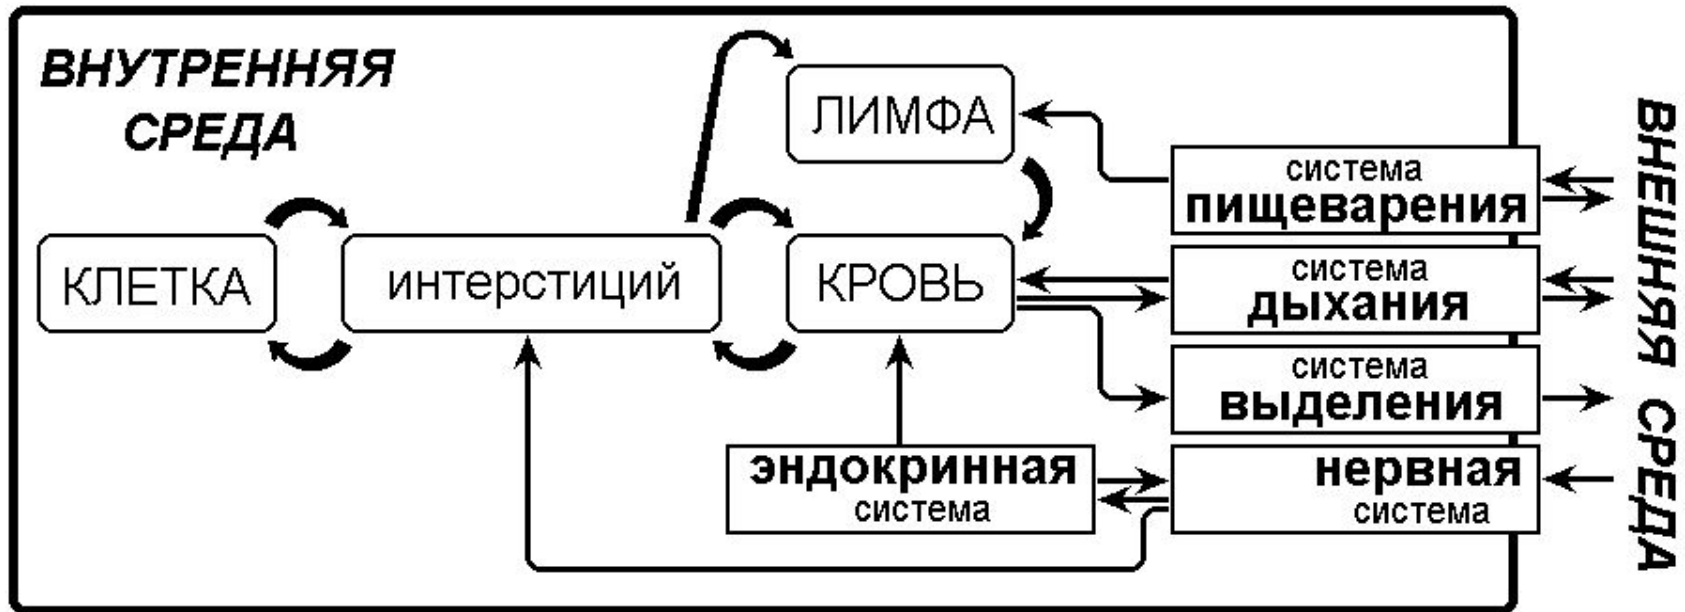 ВНУТРЕННЯЯ
СРЕДА
ЛИМФА
КЛЕТКА
интерстиций
КРОВЬ
система
пищеварения
система
дыхания
система
выделения
эндокринная
система
нервная
система
ВНЕШНЯЯ СРЕДА